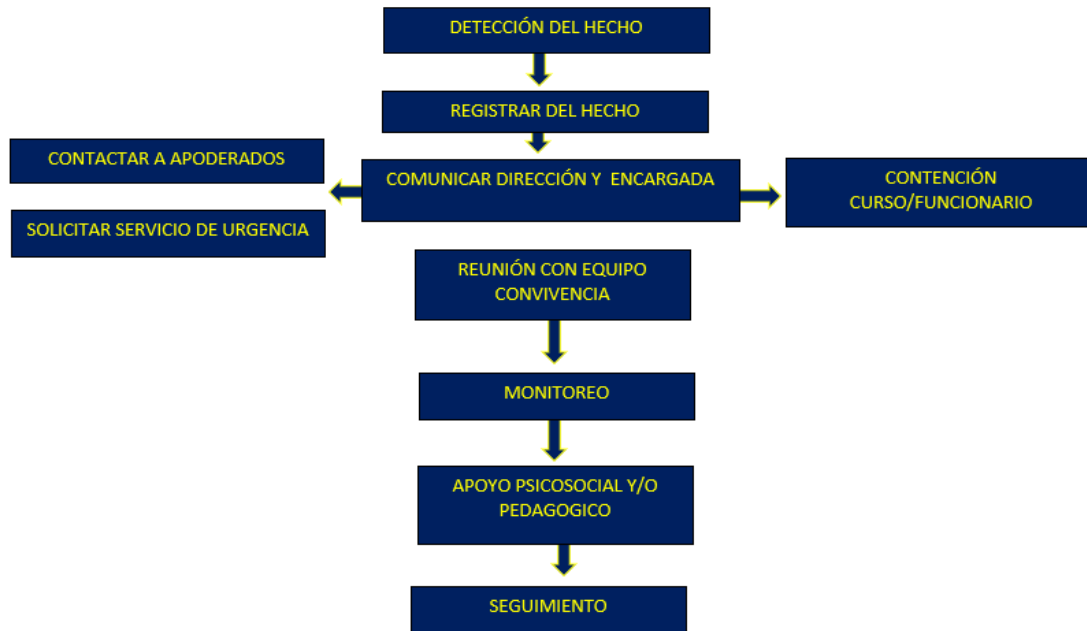 DETECCIÓN DEL HECHO
REGISTRAR DEL HECHO
CONTACTAR A APODERADOS
COMUNICAR DIRECCIÓN Y ENCARGADA
CONTENCIÓN
CURSO/FUNCIONARIO
SOLICITAR SERVICIO DE URGENCIA
REUNIÓN CON EQUIPO
CONVIVENCIA
MONITOREO
APOYO PSICOSOCIAL Y/O
PEDAGOGICO
SEGUIMIENTO